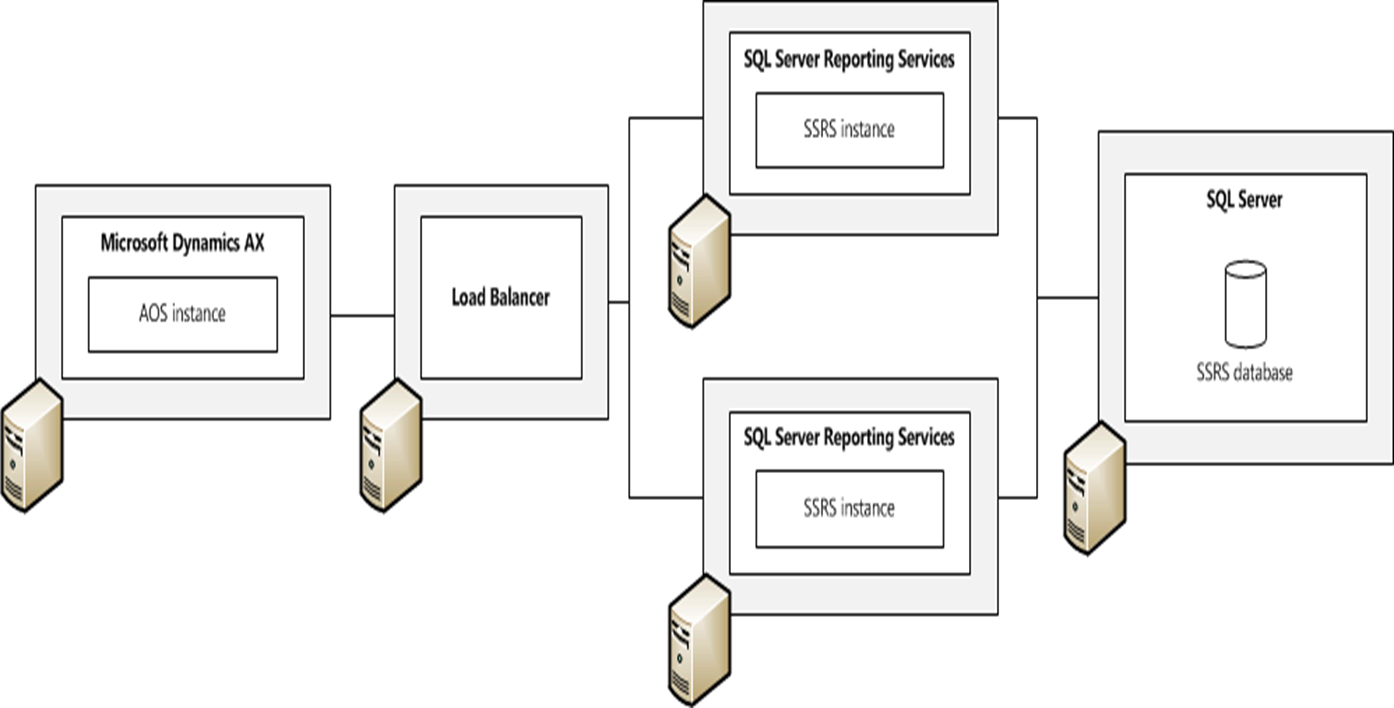 Microsoft Dynamics AX
AOS instance
Load Balancer
SQL Server Reporting Services
SSRS instance
SQL Server Reporting Services
SSRS instance
SQL Server
SSRS database